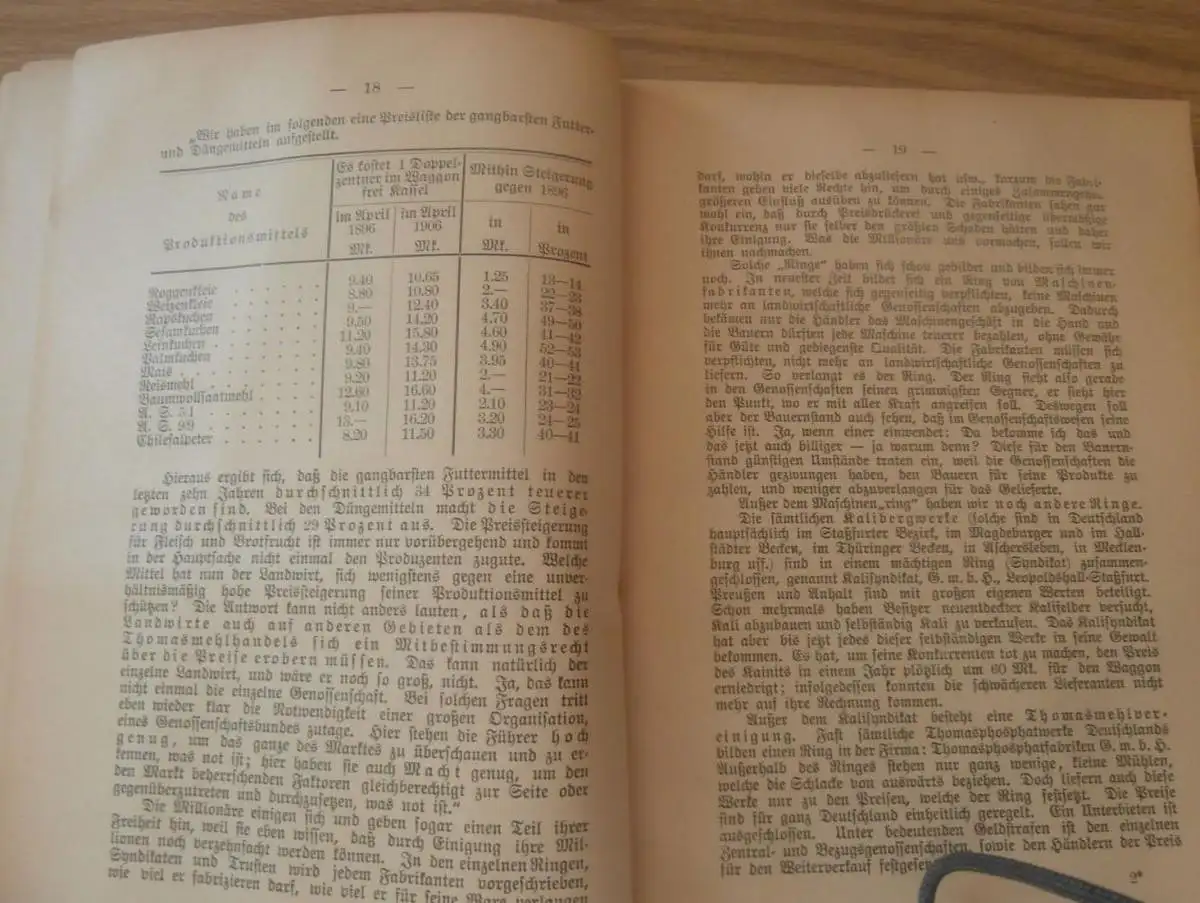 — 18 —
„Wir haben im folgenden eine Preisliste der gangbarsten Futter-
und Düngemitteln aufgestellt.
Name
des
Produktionsmittels
Es kostet 1 Doppel-
zentner im Waggon
frei Kassel
Mithin Steigerung
gegen 1896
im April
1896
Mk.
im April
1906
Mk.
in
Mk.
in
Prozent
Roggenkleie 9.40 10.65 1.25 13—14
Weizenkleie 8.80 10.80 2.— 22—23
Rapskuchen 9.— 12.40 3.40 37—38
Sesamkuchen 9.50 14.20 4.70 49—50
Leinkuchen 11.20 15.80 4.60 41—42
Palmkuchen 9.40 14.30 4.90 52—53
Mais 9.80 13.75 3.95 40—41
Reismehl 9.20 11.20 2.— 21—22
Baumwollsaatmehl 12.60 16.60 4.— 31—32
A. S. 5 1 9.10 11.20 2.10 23—24
A. S. 9/9 13.— 16.20 3.20 24—25
Chilesalpeter 8.20 11.50 3.30 40—41
Hieraus ergibt sich, daß die gangbarsten Futtermittel in den
letzten zehn Jahren durchschnittlich 34 Prozent teuerer
geworden sind. Bei den Düngemitteln macht die Steige-
rung durchschnittlich 29 Prozent aus. Die Preissteigerung
für Fleisch und Brotfrucht ist immer nur vorübergehend und kommt
in der Hauptsache nicht einmal den Produzenten zugute. Welche
Mittel hat nun der Landwirt, sich wenigstens gegen eine unver-
hältnismäßig hohe Preissteigerung seiner Produktionsmittel zu
schützen? Die Antwort kann nicht anders lauten, als daß die
Landwirte auch auf anderen Gebieten als dem des
Thomasmehlhandels sich ein Mitbestimmungsrecht
über die Preise erobern müssen. Das kann natürlich der
einzelne Landwirt, und wäre er noch so groß, nicht. Ja, das kann
nicht einmal die einzelne Genossenschaft. Bei solchen Fragen tritt
eben wieder klar die Notwendigkeit einer großen Organisation,
eines Genossenschaftsbundes zutage. Hier stehen die Führer hoch
genug, um das ganze des Marktes zu überschauen und zu er-
kennen, was not ist; hier haben sie auch Macht genug, um den
den Markt beherrschenden Faktoren gleichberechtigt zur Seite oder
gegenüberzutreten und durchzusetzen, was not ist.“
Die Millionäre einigen sich und geben sogar einen Teil ihrer
Freiheit hin, weil sie eben wissen, daß durch Einigung ihre Mil-
lionen noch verzehnfacht werden können. In den einzelnen Ringen,
Syndikaten und Trusten wird jedem Fabrikanten vorgeschrieben,
wie viel er fabrizieren darf, wie viel er für seine Ware verlangen
— 19 —
darf, wohin er dieselbe abzuliefern hat usw., kurzum die Fabri-
kanten geben viele Rechte hin, um durch einiges Zusammengehn
größeren Einfluß ausüben zu können. Die Fabrikanten sahen gar
wohl ein, daß durch Preisdrückerei und gegenseitige übermäßige
Konkurrenz nur sie selber den größten Schaden hätten und daher
ihre Einigung. Was die Millionäre uns vormachen, sollen wir
ihnen nachmachen.
Solche „Ringe“ haben sich schon gebildet und bilden sich immer
noch. In neuester Zeit bildet sich ein Ring von Maschinen-
fabrikanten, welche sich gegenseitig verpflichten, keine Maschinen
mehr an landwirtschaftliche Genossenschaften abzugeben. Dadurch
bekämen nur die Händler das Maschinengeschäft in die Hand und
die Bauern dürften jede Maschine teuerer bezahlen, ohne Gewähr
für Güte und gediegenste Qualität. Die Fabrikanten müssen sich
verpflichten, nicht mehr an landwirtschaftliche Genossenschaften zu
liefern. So verlangt es der Ring. Der Ring sieht also gerade
in den Genossenschaften seinen grimmigsten Gegner, er sieht hier
den Punkt, wo er mit aller Kraft angreifen soll. Deswegen soll
aber der Bauernstand auch sehen, daß im Genossenschaftswesen seine
Hilfe ist. Ja, wenn einer einwendet: Da bekomme ich das und
das jetzt auch billiger — ja warum denn? Diese für den Bauern-
stand günstigen Umstände traten ein, weil die Genossenschaften die
Händler gezwungen haben, den Bauern für seine Produkte zu
zahlen, und weniger abzuverlangen für das Gelieferte.
Außer dem Maschinen„ring“ haben wir noch andere Ringe.
Die sämtlichen Kalibergwerke (solche sind in Deutschland
hauptsächlich im Staßfurter Bezirk, im Magdeburger und im Hall-
städter Becken, im Thüringer Becken, in Aschersleben, in Mecklen-
burg usf.) sind in einem mächtigen Ring (Syndikat) zusammen-
geschlossen, genannt Kalisyndikat, G. m. b. H., Leopoldshall-Staßfurt.
Preußen und Anhalt sind mit großen eigenen Werken beteiligt.
Schon mehrmals haben Besitzer neuentdeckter Kalifelder versucht,
Kali abzubauen und selbständig Kali zu verkaufen. Das Kalisyndikat
hat aber bis jetzt jedes dieser selbständigen Werke in seine Gewalt
bekommen. Es hat, um seine Konkurrenten tot zu machen, den Preis
des Kainits in einem Jahr plötzlich um 60 Mk. für den Waggon
erniedrigt; infolgedessen konnten die schwächeren Lieferanten nicht
mehr auf ihre Rechnung kommen.
Außer dem Kalisyndikat besteht eine Thomasmehlver-
einigung. Fast sämtliche Thomasphosphatwerke Deutschlands
bilden einen Ring in der Firma: Thomasphosphatfabriken G. m. b. H.
Außerhalb des Ringes stehen nur ganz wenige, kleine Mühlen,
welche die Schlacke von auswärts beziehen. Doch liefern auch diese
Werke nur zu den Preisen, welche der Ring festsetzt. Die Preise
sind für ganz Deutschland einheitlich geregelt. Ein Unterbieten ist
ausgeschlossen. Unter bedeutenden Geldstrafen ist den einzelnen
Zentral- und Bezugsgenossenschaften, sowie den Händlern der Preis
für den Weiterverkauf festgese
2*